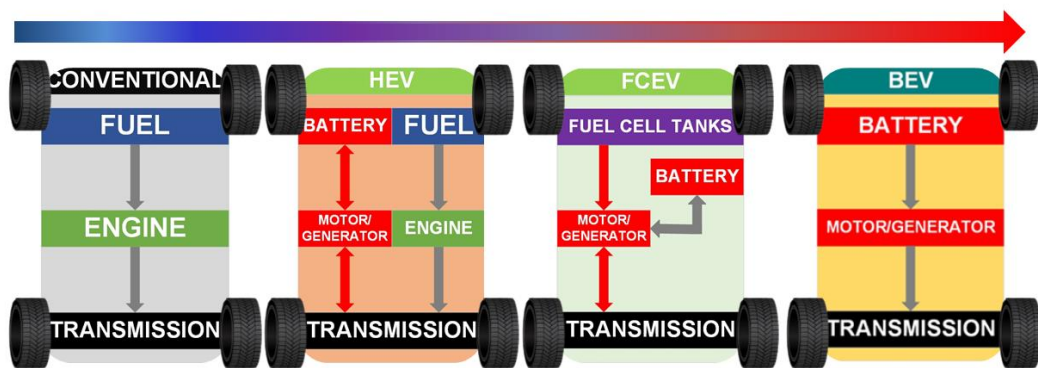 CONVENTIONAL
FUEL
ENGINE
TRANSMISSION
HEV
BATTERY
FUEL
MOTOR/
GENERATOR
ENGINE
TRANSMISSION
FCEV
FUEL CELL TANKS
BATTERY
MOTOR/
GENERATOR
TRANSMISSION
BEV
BATTERY
MOTOR/GENERATOR
TRANSMISSION